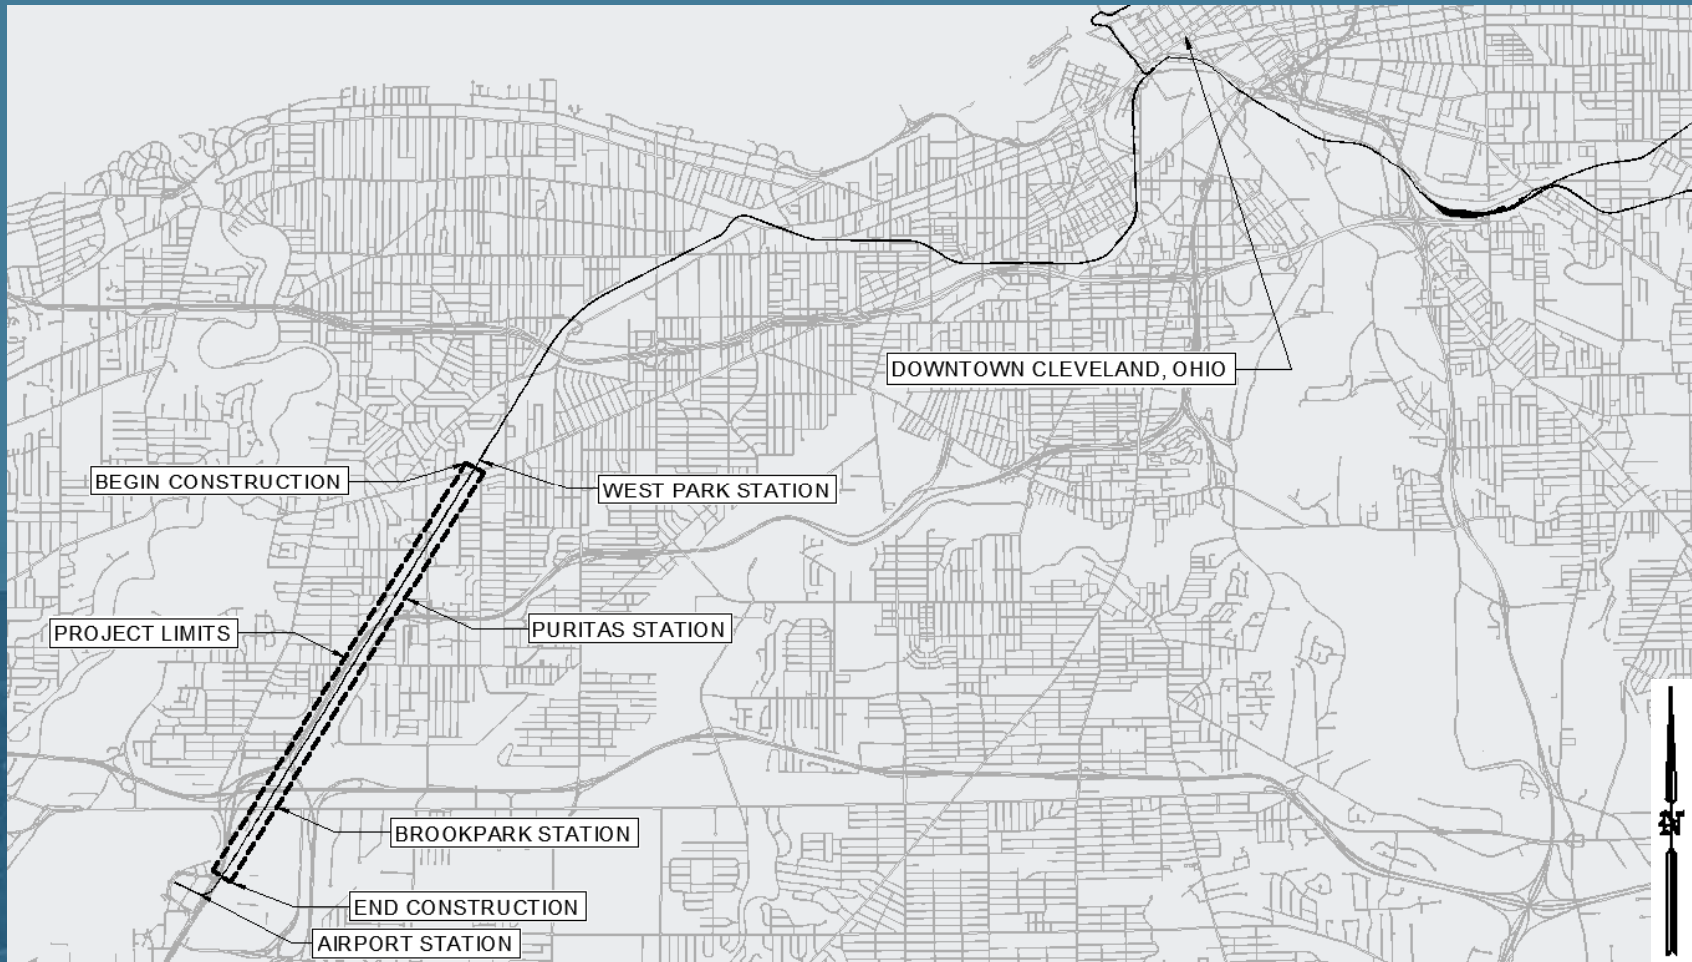 DOWNTOWN CLEVELAND, OHIO
BEGIN CONSTRUCTION
WEST PARK STATION
PROJECT LIMITS
PURITAS STATION
BROOKPARK STATION
END CONSTRUCTION
AIRPORT STATION
N